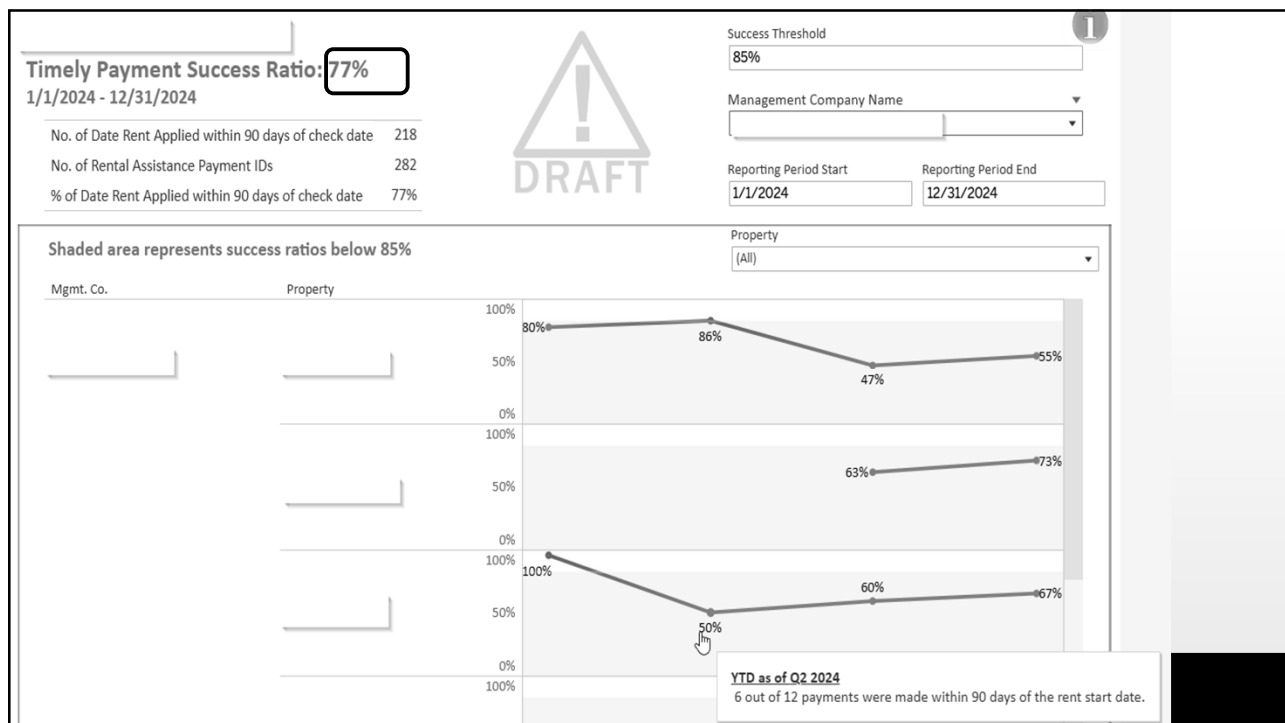 Timely Payment Success Ratio: 77%
1/1/2024 - 12/31/2024
No. of Date Rent Applied within 90 days of check date 218
No. of Rental Assistance Payment IDs 282
% of Date Rent Applied within 90 days of check date 77%
DRAFT
i
Success Threshold
85%
Management Company Name
Reporting Period Start Reporting Period End
1/1/2024 12/31/2024
Shaded area represents success ratios below 85%
Property
(All)
Mgmt. Co. Property
100%
50%
0%
80%
86%
47%
55%
100%
50%
0%
63%
73%
100%
50%
0%
100%
50%
60%
67%
100%
YTD as of Q2 2024
6 out of 12 payments were made within 90 days of the rent start date.